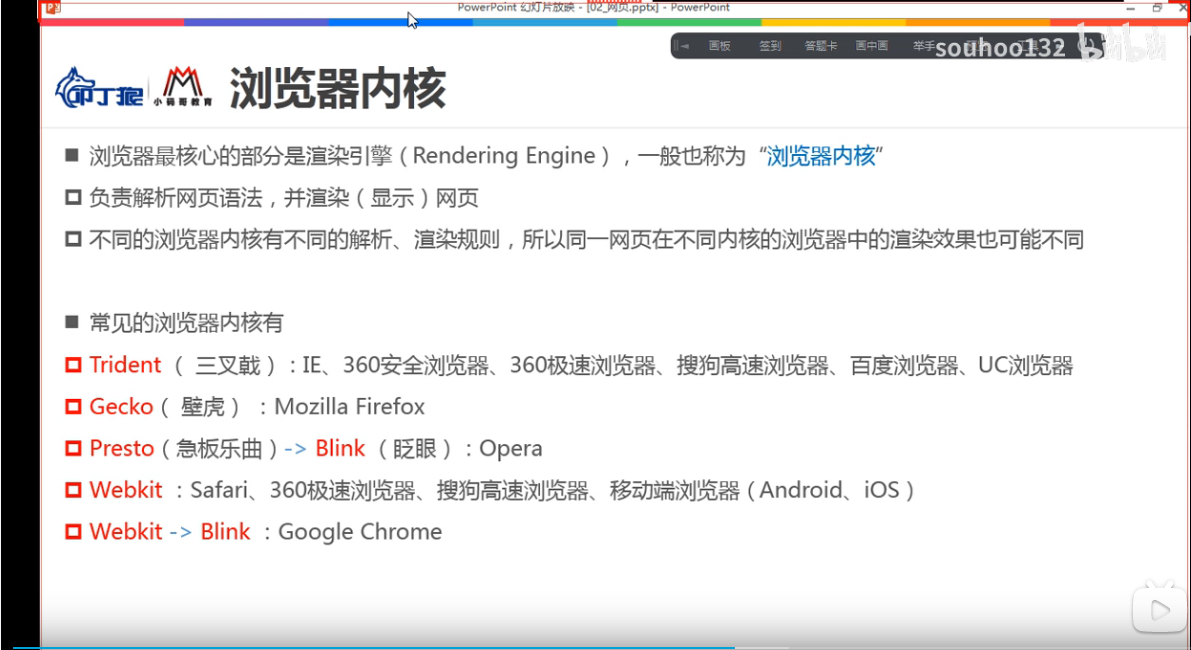 PowerPoint 幻灯片放映 - [02_网页.pptx] - PowerPoint
画板 签到 答题卡 画中画 举手
souhoo132
bilibili
叩丁狼
小码哥教育
浏览器内核
浏览器最核心的部分是渲染引擎（Rendering Engine），一般也称为“浏览器内核”
负责解析网页语法，并渲染（显示）网页
不同的浏览器内核有不同的解析、渲染规则，所以同一网页在不同内核的浏览器中的渲染效果也可能不同
常见的浏览器内核有
Trident （ 三叉戟 ）: IE、360安全浏览器、360极速浏览器、搜狗高速浏览器、百度浏览器、UC浏览器
Gecko（ 壁虎 ）：Mozilla Firefox
Presto（急板乐曲）-> Blink （眨眼 ）: Opera
Webkit ：Safari、360极速浏览器、搜狗高速浏览器、移动端浏览器（Android、iOS）
Webkit -> Blink ：Google Chrome